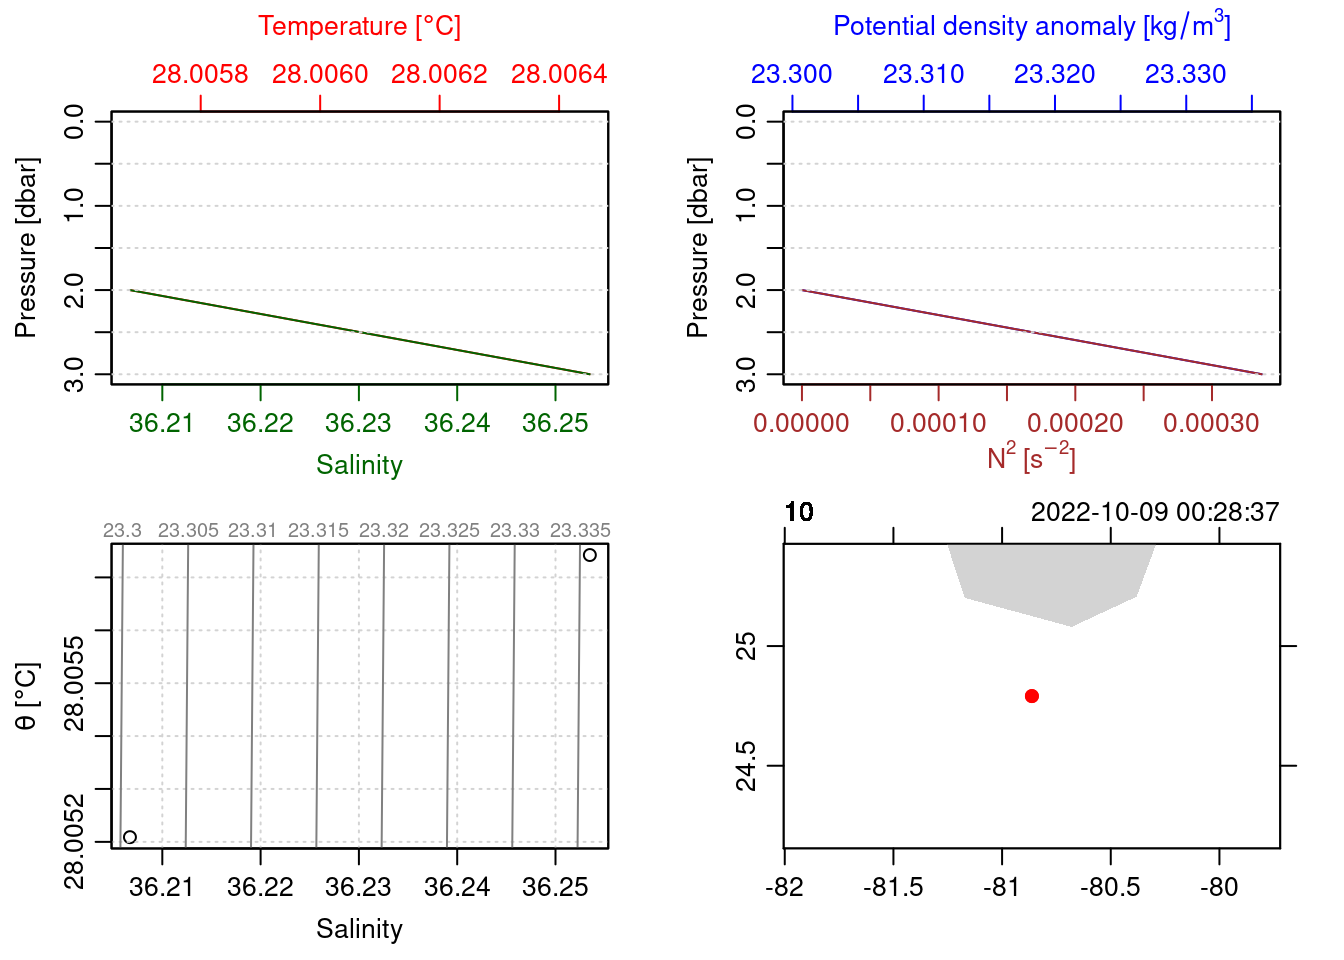 Temperature [°C]
28.0058 28.0060 28.0062 28.0064
Pressure [dbar]
0.0 1.0 2.0 3.0
36.21 36.22 36.23 36.24 36.25
Salinity
Potential density anomaly [kg/m³]
23.300 23.310 23.320 23.330
Pressure [dbar]
0.0 1.0 2.0 3.0
0.00000 0.00010 0.00020 0.00030
N² [s⁻²]
23.3 23.305 23.31 23.315 23.32 23.325 23.33 23.335
θ [°C]
28.0052 28.0055
36.21 36.22 36.23 36.24 36.25
Salinity
10 2022-10-09 00:28:37
25
24.5
-82 -81.5 -81 -80.5 -80